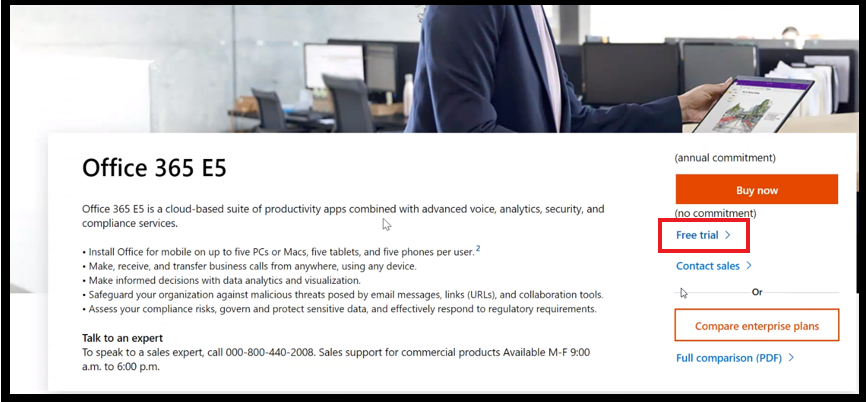 Office 365 E5
Office 365 E5 is a cloud-based suite of productivity apps combined with advanced voice, analytics, security, and
compliance services.
• Install Office for mobile on up to five PCs or Macs, five tablets, and five phones per user.2
• Make, receive, and transfer business calls from anywhere, using any device.
• Make informed decisions with data analytics and visualization.
• Safeguard your organization against malicious threats posed by email messages, links (URLs), and collaboration tools.
• Assess your compliance risks, govern and protect sensitive data, and effectively respond to regulatory requirements.
Talk to an expert
To speak to a sales expert, call 000-800-440-2008. Sales support for commercial products Available M-F 9:00
a.m. to 6:00 p.m.
(annual commitment)
Buy now
(no commitment)
Free trial >
Contact sales >
Or
Compare enterprise plans
Full comparison (PDF) >